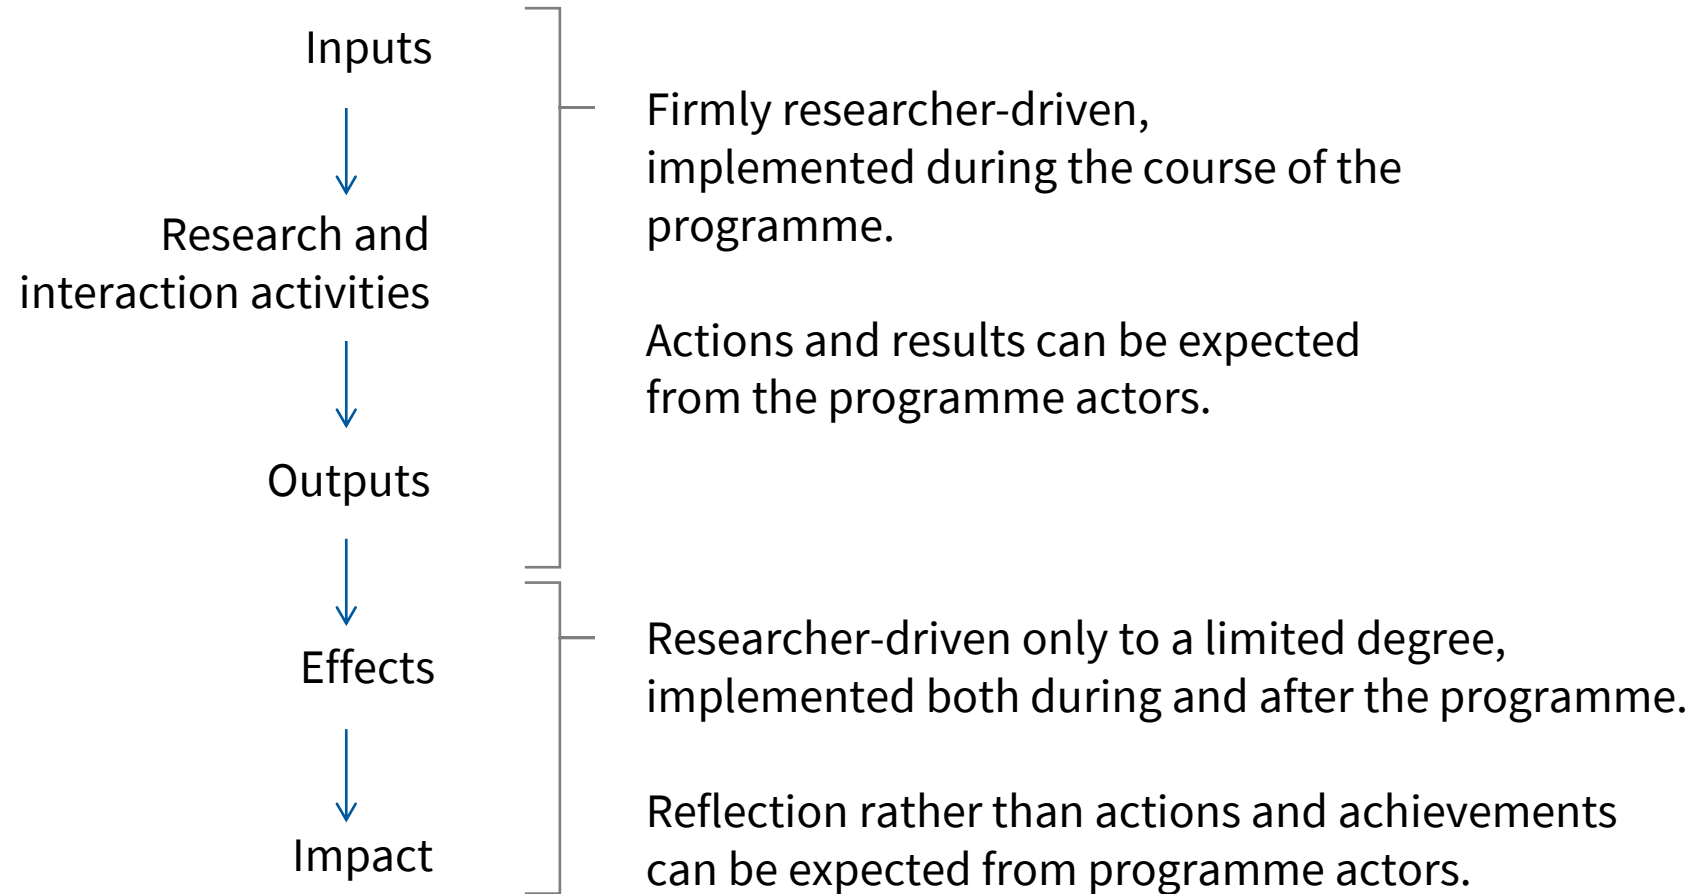 Inputs
Research and
interaction activities
Outputs
Effects
Impact
Firmly researcher-driven,
implemented during the course of the
programme.
Actions and results can be expected
from the programme actors.
Researcher-driven only to a limited degree,
implemented both during and after the programme.
Reflection rather than actions and achievements
can be expected from programme actors.